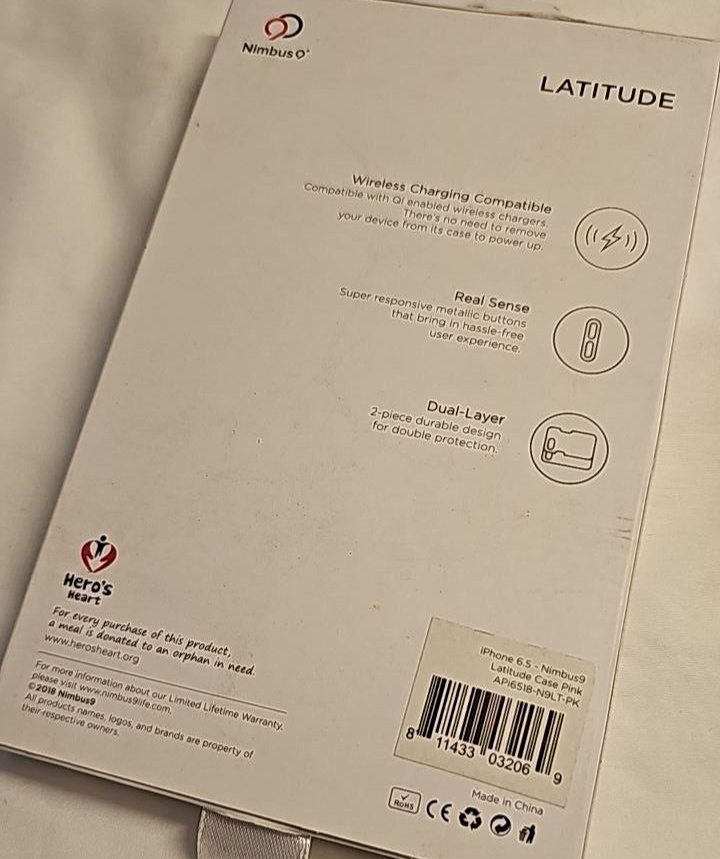 Nimbus9
LATITUDE
Wireless Charging Compatible
Compatible with QI enabled wireless chargers.
There's no need to remove
your device from its case to power up.
Real Sense
Super responsive metallic buttons
that bring in hassle-free
user experience.
Dual-Layer
2-piece durable design
for double protection.
Hero's
Heart
For every purchase of this product,
a meal is donated to an orphan in need.
www.herosheart.org
For more information about our Limited Lifetime Warranty,
please visit www.nimbus9life.com.
©2018 Nimbus9
All products names, logos, and brands are property of
their respective owners.
iPhone 6.5 - Nimbus9
Latitude Case Pink
API6518-N9LT-PK
8 11433 03206 9
Made in China
RoHS CE